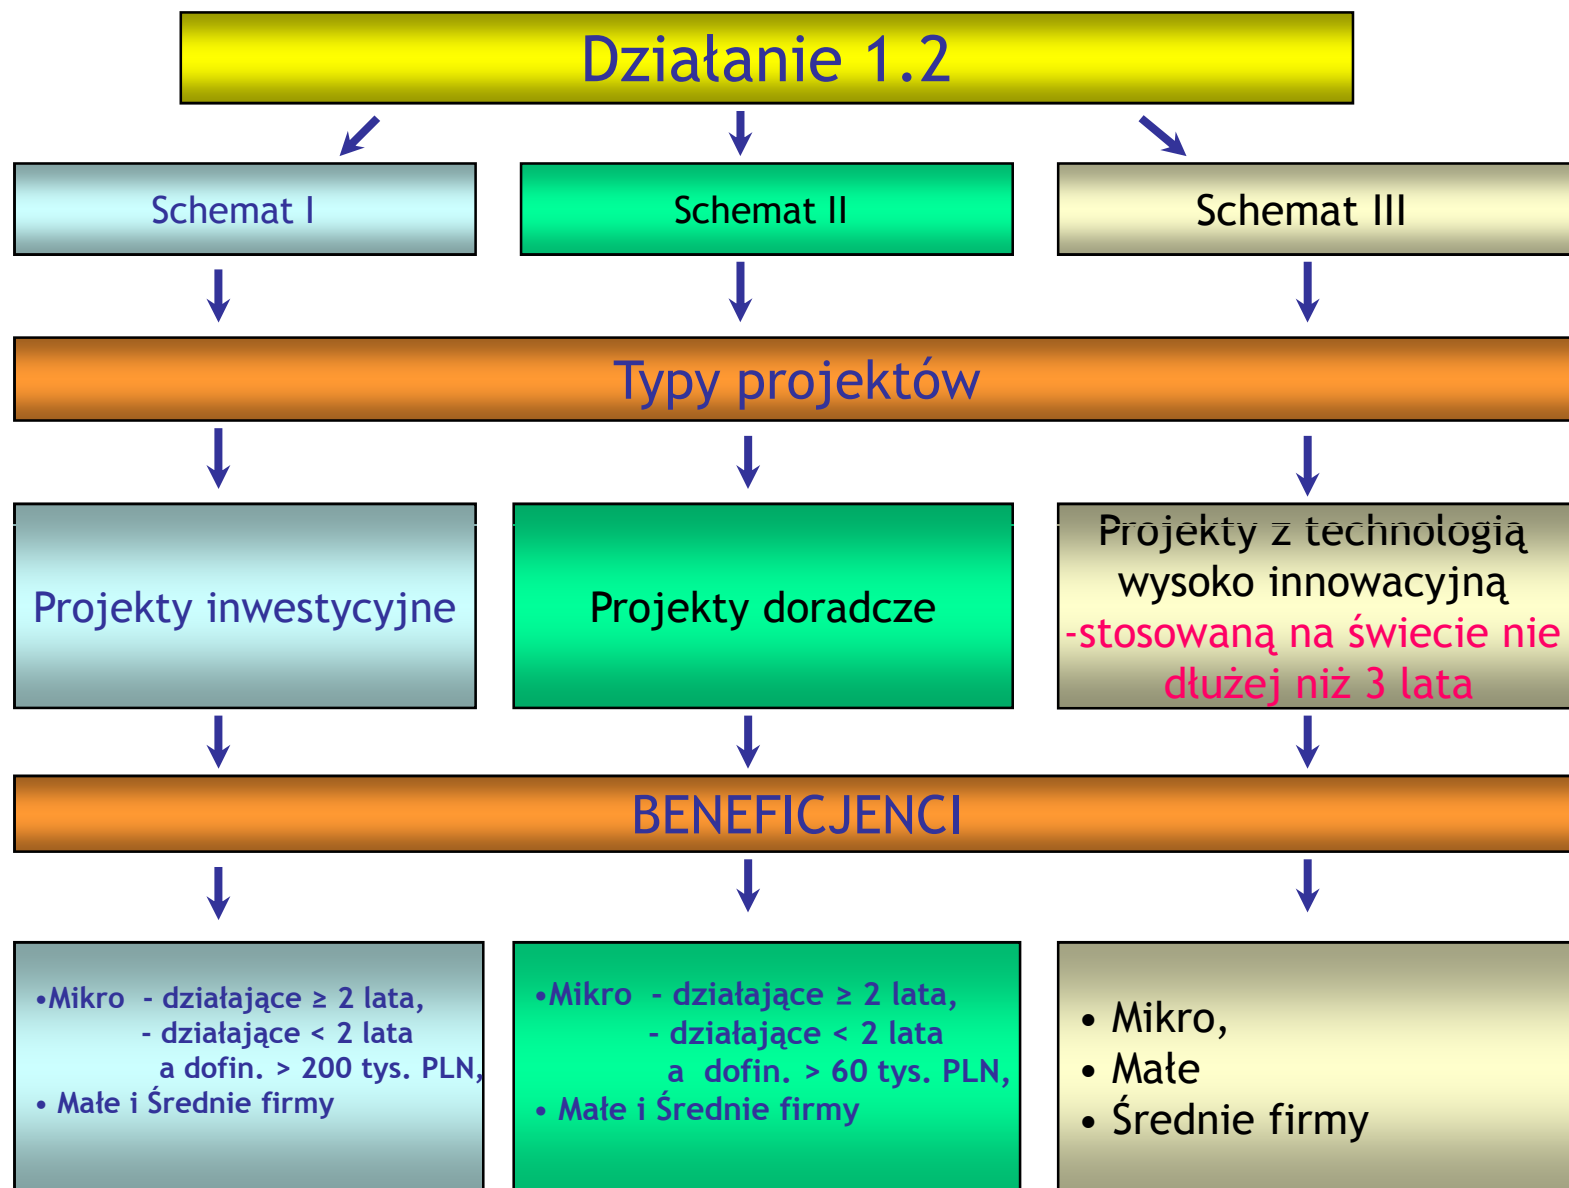 Działanie 1.2
Schemat I
Schemat II
Schemat III
Typy projektów
Projekty inwestycyjne
Projekty doradcze
Projekty z technologią
wysoko innowacyjną
-stosowaną na świecie nie
dłużej niż 3 lata
BENEFICJENCI
•Mikro - działające ≥ 2 lata,
- działające < 2 lata
a dofin. > 200 tys. PLN,
• Małe i Średnie firmy
•Mikro - działające ≥ 2 lata,
- działające < 2 lata
a dofin. > 60 tys. PLN,
• Małe i Średnie firmy
• Mikro,
• Małe
• Średnie firmy